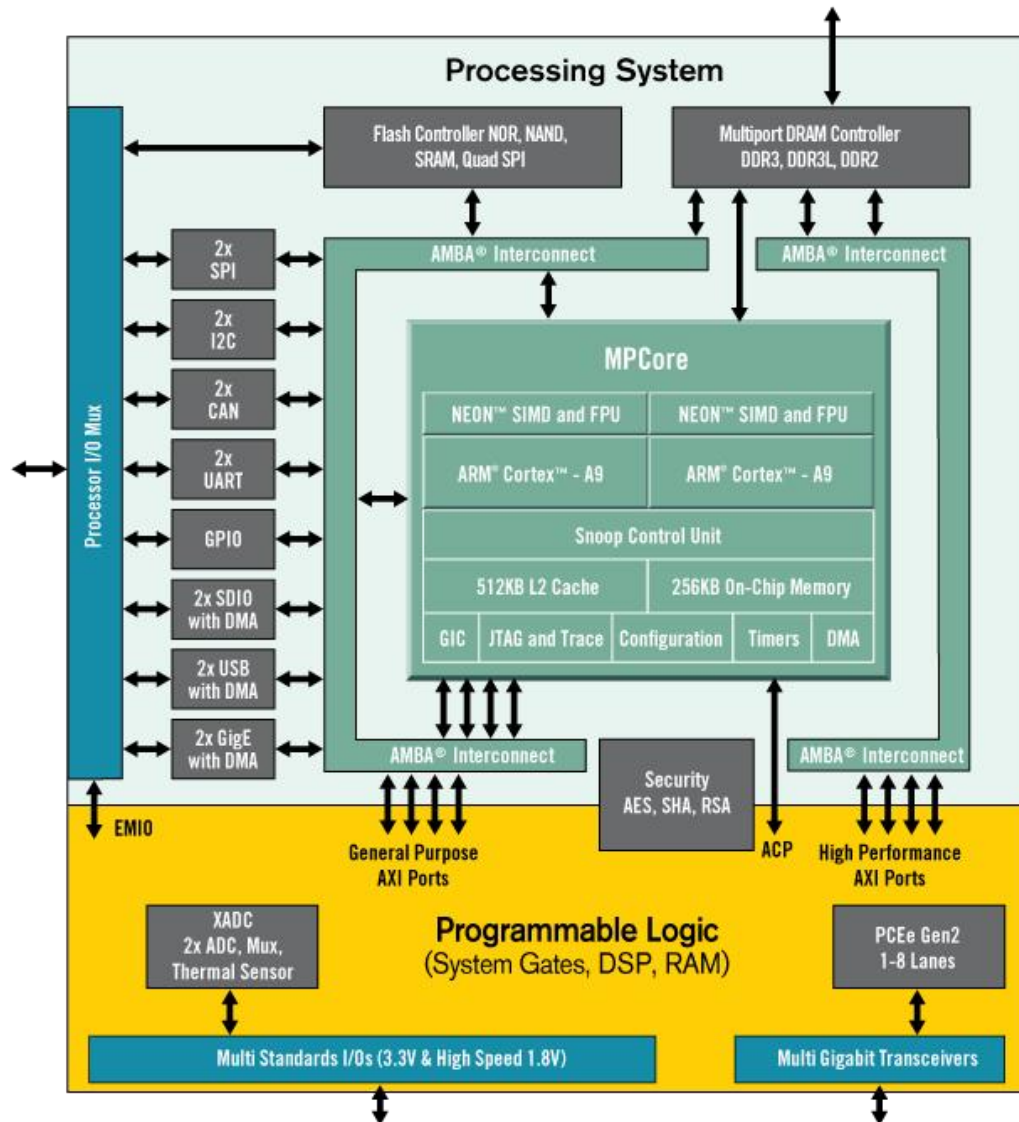 Processing System
Flash Controller NOR, NAND,
SRAM, Quad SPI
Multiport DRAM Controller
DDR3, DDR3L, DDR2
Processor I/O Mux
2x
SPI
2x
I2C
2x
CAN
2x
UART
GPIO
2x SDIO
with DMA
2x USB
with DMA
2x GigE
with DMA
AMBA® Interconnect
AMBA® Interconnect
MPCore
NEON™ SIMD and FPU
NEON™ SIMD and FPU
ARM® Cortex™ - A9
ARM® Cortex™ - A9
Snoop Control Unit
512KB L2 Cache
256KB On-Chip Memory
GIC
JTAG and Trace
Configuration
Timers
DMA
AMBA® Interconnect
AMBA® Interconnect
Security
AES, SHA, RSA
EMIO
General Purpose
AXI Ports
ACP
High Performance
AXI Ports
XADC
2x ADC, Mux,
Thermal Sensor
Programmable Logic
(System Gates, DSP, RAM)
PCEe Gen2
1-8 Lanes
Multi Standards I/Os (3.3V & High Speed 1.8V)
Multi Gigabit Transceivers